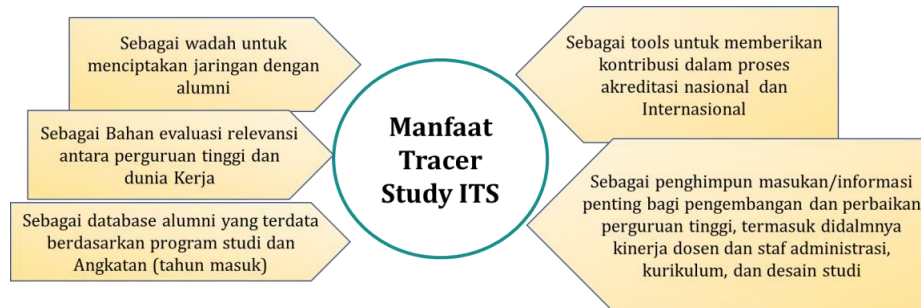 Sebagai wadah untuk
menciptakan jaringan dengan
alumni
Sebagai Bahan evaluasi relevansi
antara perguruan tinggi dan
dunia Kerja
Sebagai database alumni yang terdata
berdasarkan program studi dan
Angkatan (tahun masuk)
Manfaat
Tracer
Study ITS
Sebagai tools untuk memberikan
kontribusi dalam proses
akreditasi nasional dan
Internasional
Sebagai penghimpun masukan/informasi
penting bagi pengembangan dan perbaikan
perguruan tinggi, termasuk didalmnya
kinerja dosen dan staf administrasi,
kurikulum, dan desain studi